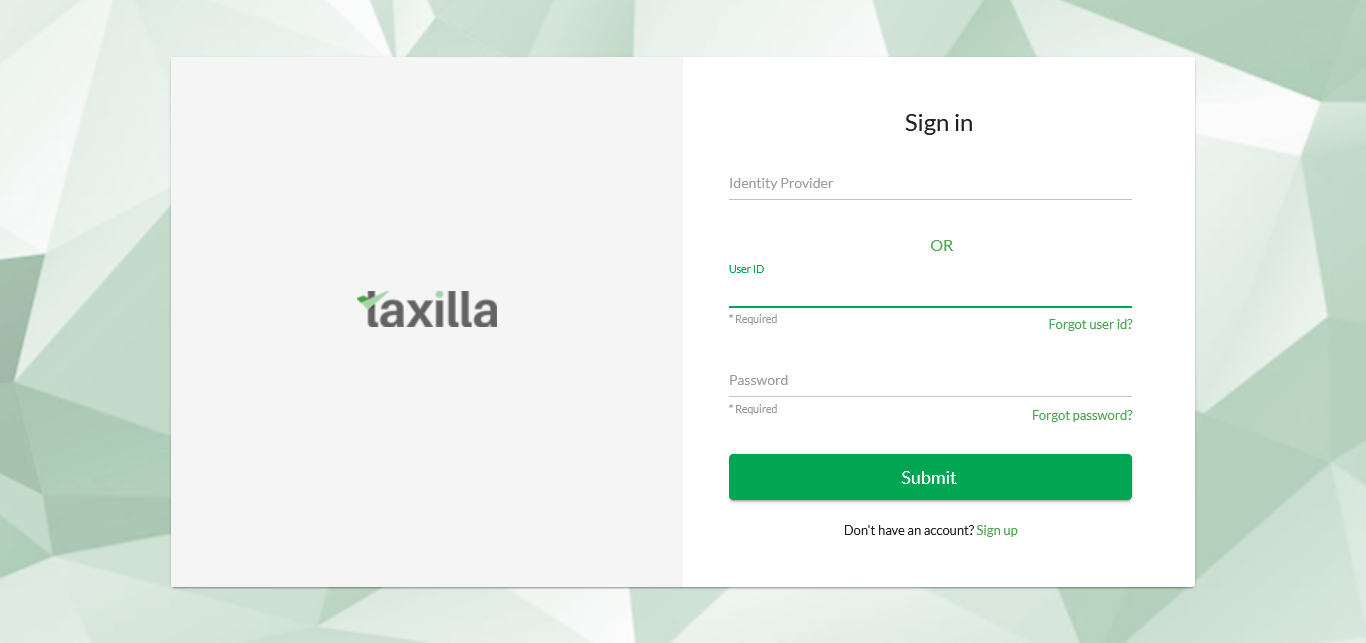 taxilla
Sign in
Identity Provider
OR
User ID
* Required
Forgot user id?
Password
* Required
Forgot password?
Submit
Don't have an account? Sign up